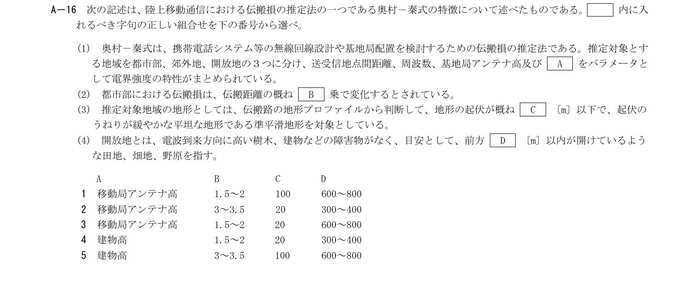 A－16　次の記述は、陸上移動通信における伝搬損の推定法の一つである奥村－秦式の特徴について述べたものである。□内に入
れるべき字句の正しい組合せを下の番号から選べ。
(1)　奥村－秦式は、携帯電話システム等の無線回線設計や基地局配置を検討するための伝搬損の推定法である。推定対象とす
る地域を都市部、郊外地、開放地の３つに分け、送受信地点間距離、周波数、基地局アンテナ高及び A をパラメータと
して電界強度の特性がまとめられている。
(2)　都市部における伝搬損は、伝搬距離の概ね B 乗で変化するとされている。
(3)　推定対象地域の地形としては、伝搬路の地形プロファイルから判断して、地形の起伏が概ね C 〔m〕以下で、起伏の
うねりが緩やかな平坦な地形である準平滑地形を対象としている。
(4)　開放地とは、電波到来方向に高い樹木、建物などの障害物がなく、目安として、前方 D 〔m〕以内が開けているよう
な田地、畑地、野原を指す。
A B C D
1 移動局アンテナ高 1.5～2 100 600～800
2 移動局アンテナ高 3～3.5 20 300～400
3 移動局アンテナ高 1.5～2 20 600～800
4 建物高 1.5～2 20 300～400
5 建物高 3～3.5 100 600～800